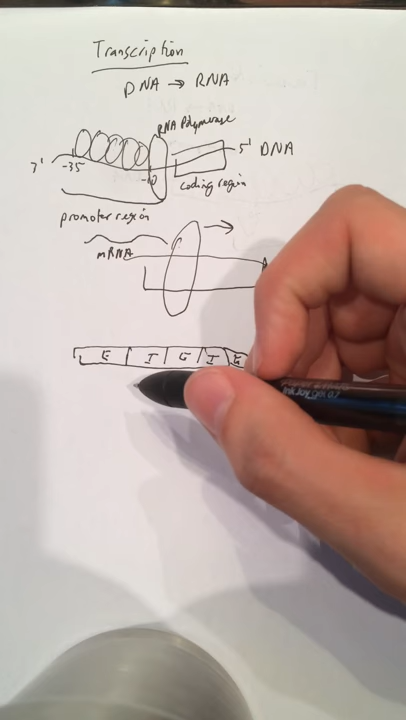 Transcription
DNA → RNA
RNA Polymerase
3' -35 -10 5' DNA
coding region
promoter region
mRNA
E I E I E